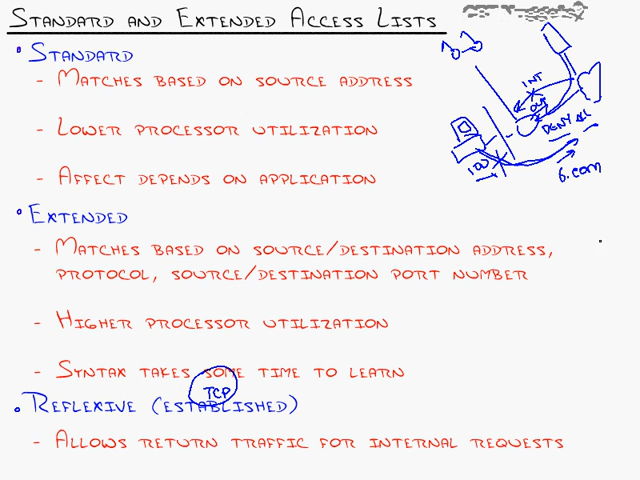 Standard and Extended Access Lists
• Standard
- Matches based on source address
- Lower processor utilization
- Affect depends on application
• Extended
- Matches based on source/destination address,
protocol, source/destination port number
- Higher processor utilization
- Syntax takes some time to learn
• Reflexive (established)
- Allows return traffic for internal requests
INT
OUT
DENY ALL
100
G.com
TCP